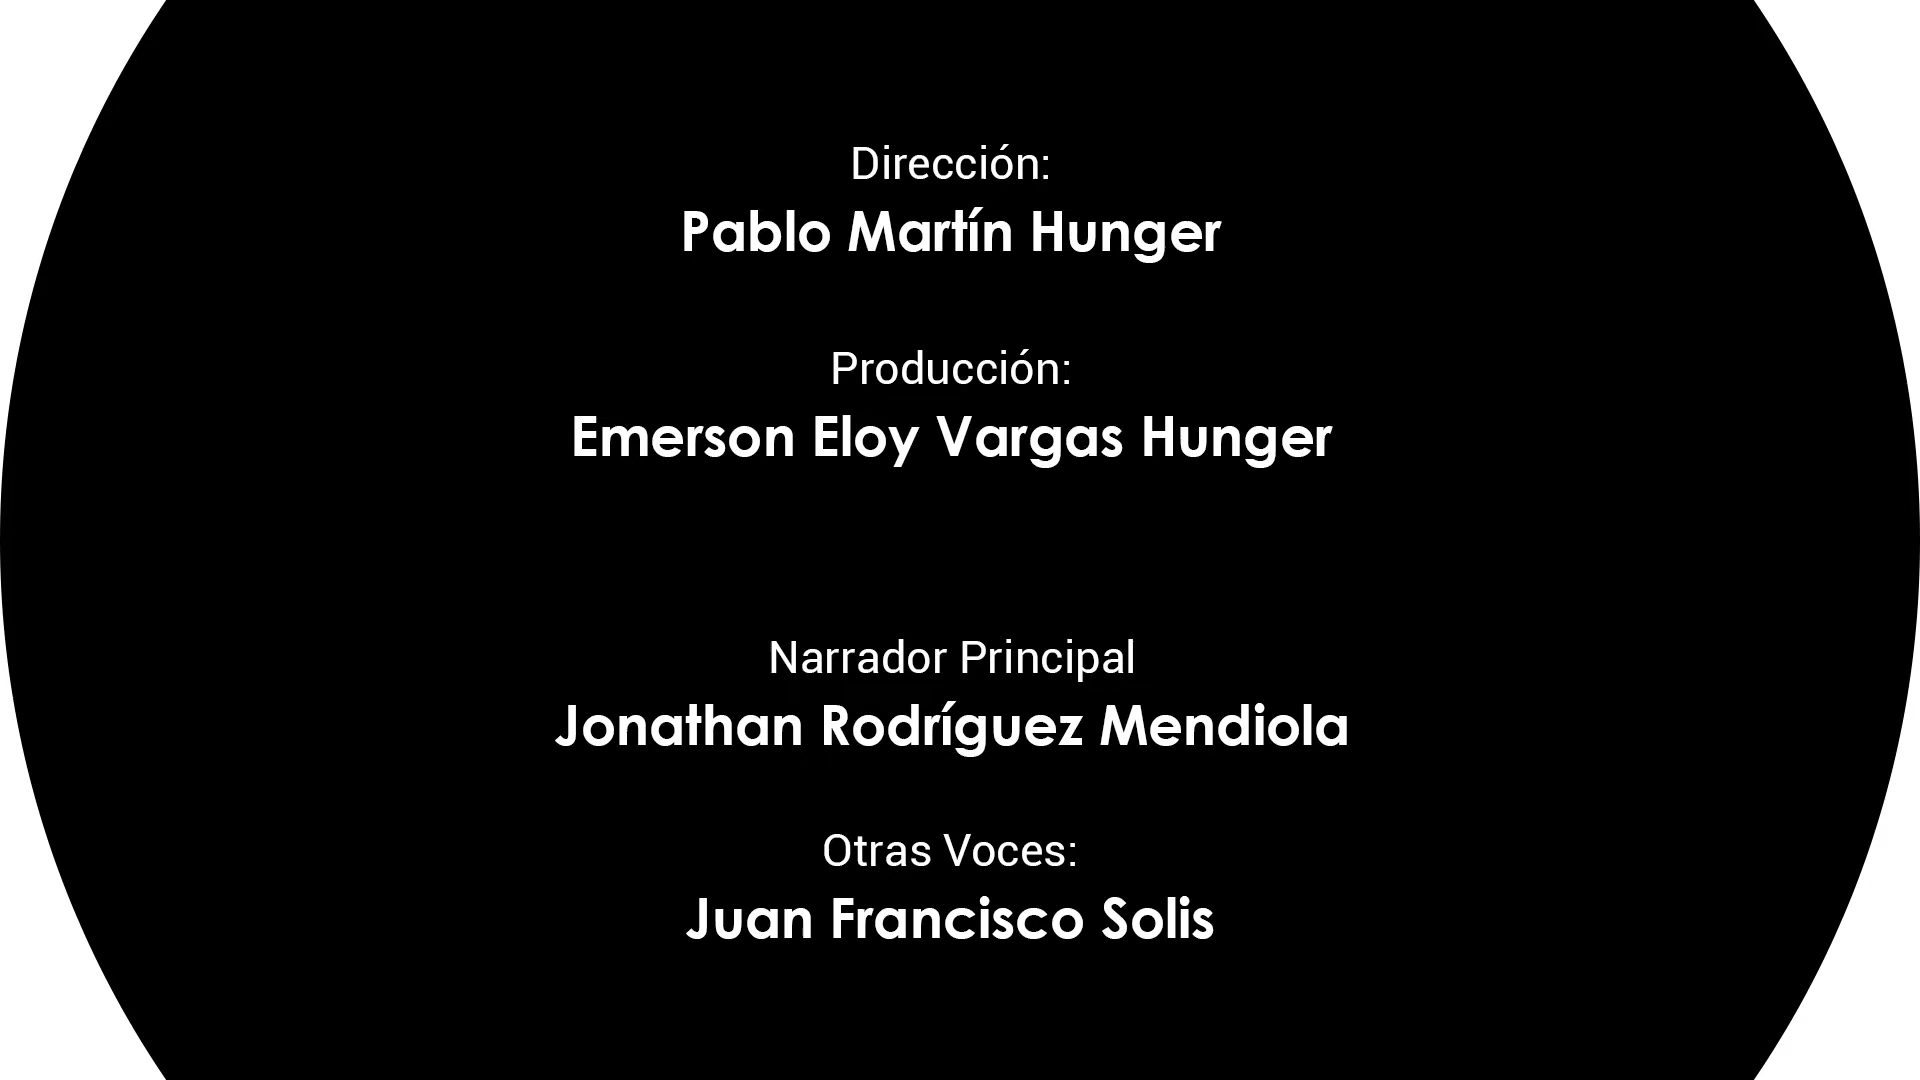 Dirección:
Pablo Martín Hunger
Producción:
Emerson Eloy Vargas Hunger
Narrador Principal
Jonathan Rodríguez Mendiola
Otras Voces:
Juan Francisco Solis